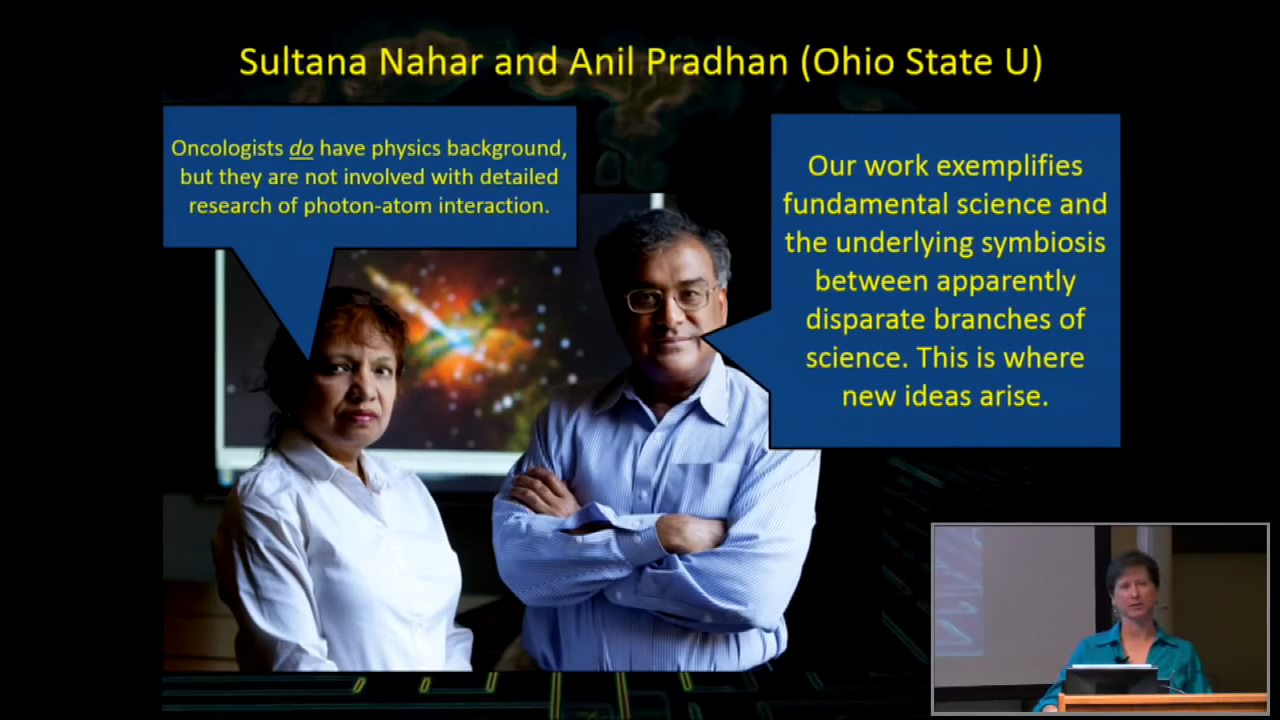 Sultana Nahar and Anil Pradhan (Ohio State U)
Oncologists do have physics background,
but they are not involved with detailed
research of photon-atom interaction.
Our work exemplifies
fundamental science and
the underlying symbiosis
between apparently
disparate branches of
science. This is where
new ideas arise.